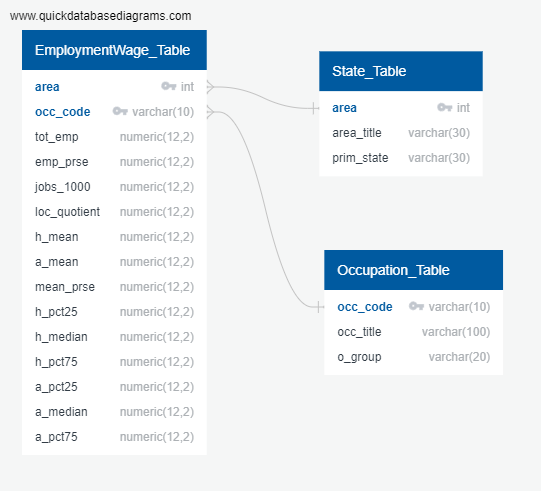 www.quickdatabasediagrams.com
EmploymentWage_Table
area int
occ_code varchar(10)
tot_emp numeric(12,2)
emp_prse numeric(12,2)
jobs_1000 numeric(12,2)
loc_quotient numeric(12,2)
h_mean numeric(12,2)
a_mean numeric(12,2)
mean_prse numeric(12,2)
h_pct25 numeric(12,2)
h_median numeric(12,2)
h_pct75 numeric(12,2)
a_pct25 numeric(12,2)
a_median numeric(12,2)
a_pct75 numeric(12,2)
State_Table
area int
area_title varchar(30)
prim_state varchar(30)
Occupation_Table
occ_code varchar(10)
occ_title varchar(100)
o_group varchar(20)